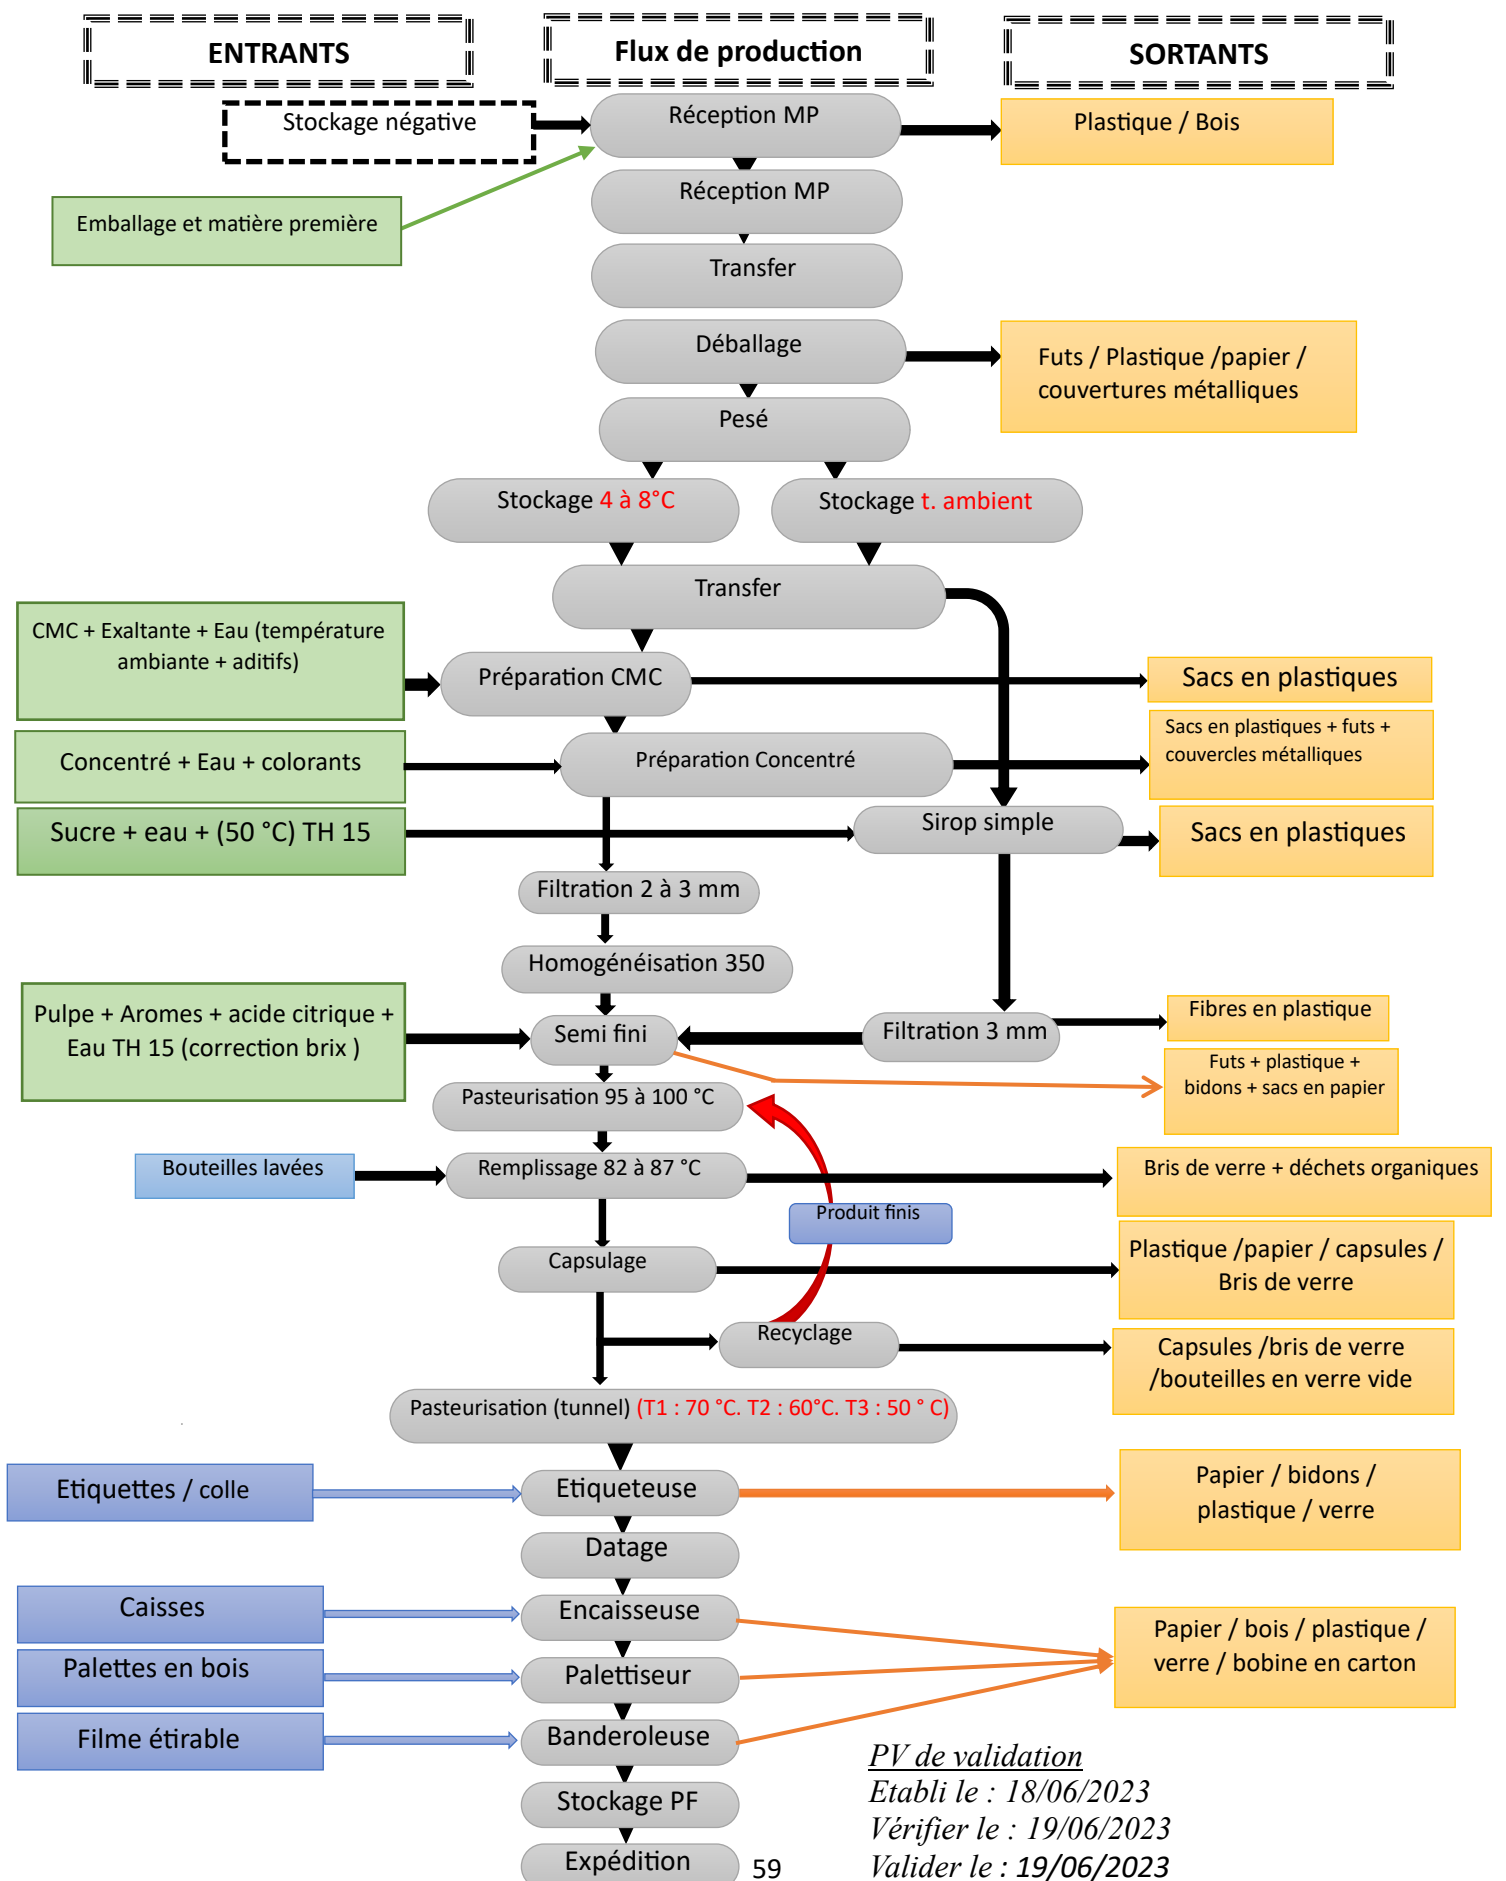 ENTRANTS
Flux de production
SORTANTS
Stockage négative
Réception MP
Plastique / Bois
Réception MP
Emballage et matière première
Transfer
Déballage
Futs / Plastique /papier /
couvertures métalliques
Pesé
Stockage 4 à 8°C
Stockage t. ambient
Transfer
CMC + Exaltante + Eau (température
ambiante + aditifs)
Préparation CMC
Sacs en plastiques
Concentré + Eau + colorants
Préparation Concentré
Sacs en plastiques + futs +
couvercles métalliques
Sucre + eau + (50 °C) TH 15
Sirop simple
Sacs en plastiques
Filtration 2 à 3 mm
Homogénéisation 350
Pulpe + Aromes + acide citrique +
Eau TH 15 (correction brix )
Semi fini
Filtration 3 mm
Fibres en plastique
Futs + plastique +
bidons + sacs en papier
Pasteurisation 95 à 100 °C
Bouteilles lavées
Remplissage 82 à 87 °C
Bris de verre + déchets organiques
Produit finis
Capsulage
Plastique /papier / capsules /
Bris de verre
Recyclage
Capsules /bris de verre
/bouteilles en verre vide
Pasteurisation (tunnel) (T1 : 70 °C. T2 : 60°C. T3 : 50 ° C)
Etiquettes / colle
Etiqueteuse
Papier / bidons /
plastique / verre
Datage
Caisses
Encaisseuse
Papier / bois / plastique /
verre / bobine en carton
Palettes en bois
Palettiseur
Filme étirable
Banderoleuse
Stockage PF
Expédition
PV de validation
Etabli le : 18/06/2023
Vérifier le : 19/06/2023
Valider le : 19/06/2023
59